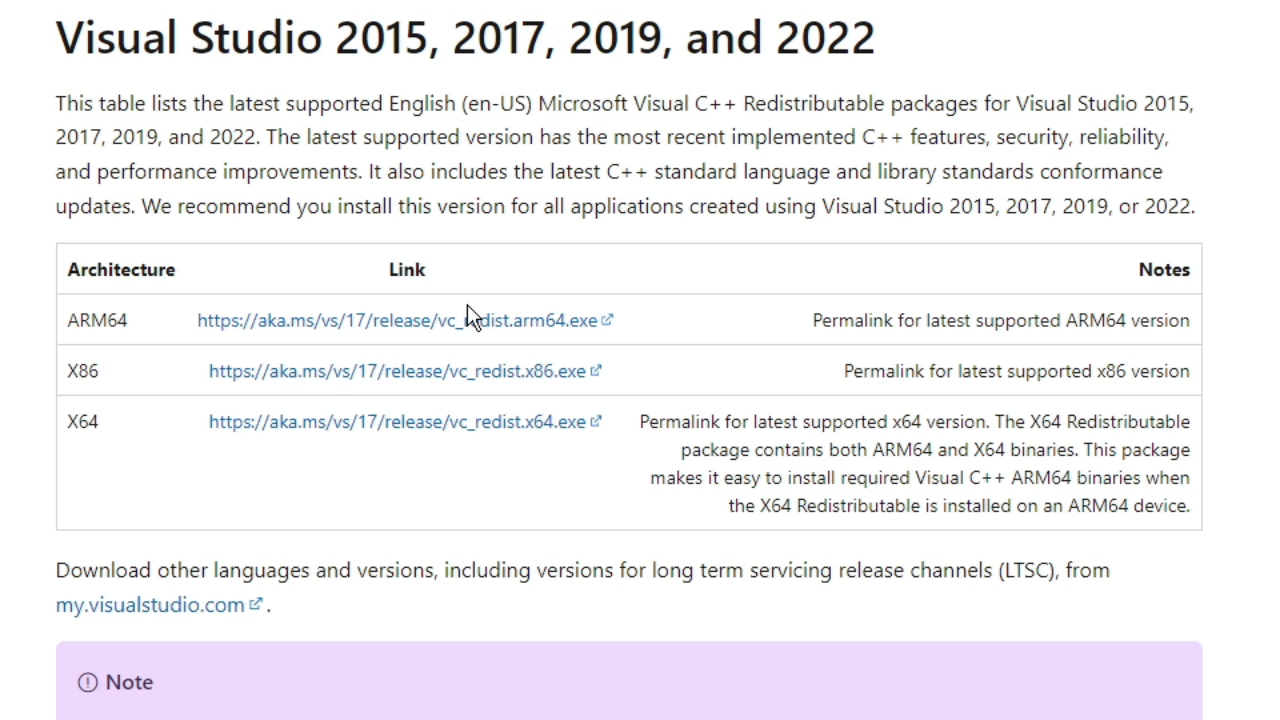 Visual Studio 2015, 2017, 2019, and 2022
This table lists the latest supported English (en-US) Microsoft Visual C++ Redistributable packages for Visual Studio 2015,
2017, 2019, and 2022. The latest supported version has the most recent implemented C++ features, security, reliability,
and performance improvements. It also includes the latest C++ standard language and library standards conformance
updates. We recommend you install this version for all applications created using Visual Studio 2015, 2017, 2019, or 2022.
Architecture Link Notes
ARM64 https://aka.ms/vs/17/release/vc_redist.arm64.exe Permalink for latest supported ARM64 version
X86 https://aka.ms/vs/17/release/vc_redist.x86.exe Permalink for latest supported x86 version
X64 https://aka.ms/vs/17/release/vc_redist.x64.exe Permalink for latest supported x64 version. The X64 Redistributable
package contains both ARM64 and X64 binaries. This package
makes it easy to install required Visual C++ ARM64 binaries when
the X64 Redistributable is installed on an ARM64 device.
Download other languages and versions, including versions for long term servicing release channels (LTSC), from
my.visualstudio.com .
Note